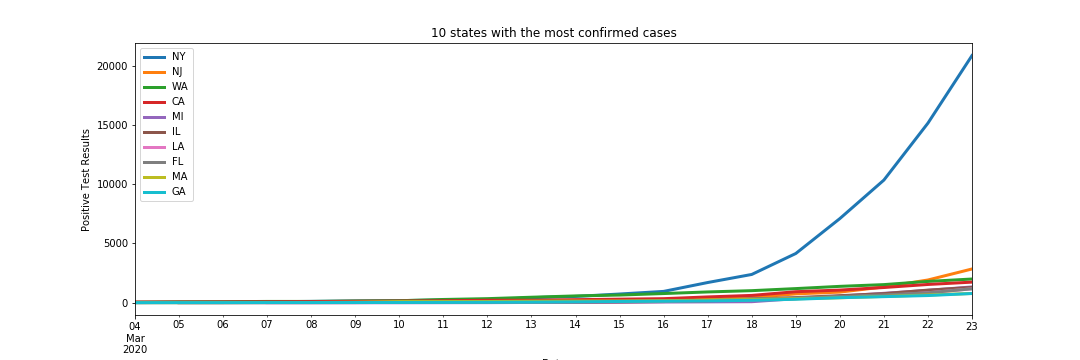 10 states with the most confirmed cases
Positive Test Results
20000
15000
10000
5000
0
NY
NJ
WA
CA
MI
IL
LA
FL
MA
GA
04 05 06 07 08 09 10 11 12 13 14 15 16 17 18 19 20 21 22 23
Mar
2020